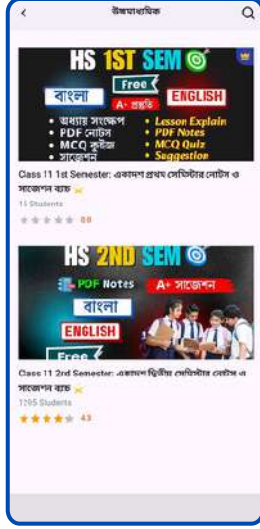 উচ্চমাধ্যমিক
HS 1ST SEM
Free
বাংলা
ENGLISH
A+ প্রস্তুতি
• অধ্যায় সংক্ষেপ
• Lesson Explain
• PDF নোটস
• PDF Notes
• MCQ কুইজ
• MCQ Quiz
• সাজেশন
• Suggestion
Class 11 1st Semester: একাদশ প্রথম সেমিস্টার নোটস ও
সাজেশন ব্যাচ
Students
0.0
HS 2ND SEM
PDF Notes
A+ সাজেশন
বাংলা
ENGLISH
Free
Class 11 2nd Semester: একাদশ দ্বিতীয় সেমিস্টার নোটস ও
সাজেশন ব্যাচ
1795 Students
4.3